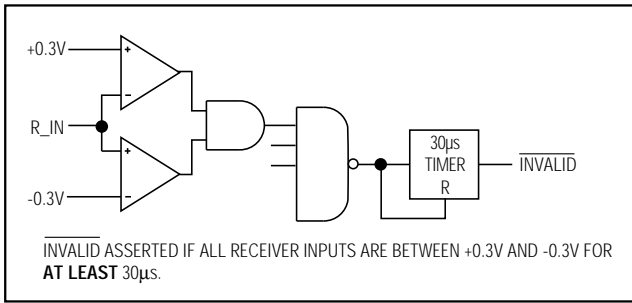 +0.3V
+
-
R_IN
+
-
-0.3V
30µs
TIMER
R
INVALID
INVALID ASSERTED IF ALL RECEIVER INPUTS ARE BETWEEN +0.3V AND -0.3V FOR
AT LEAST 30µs.